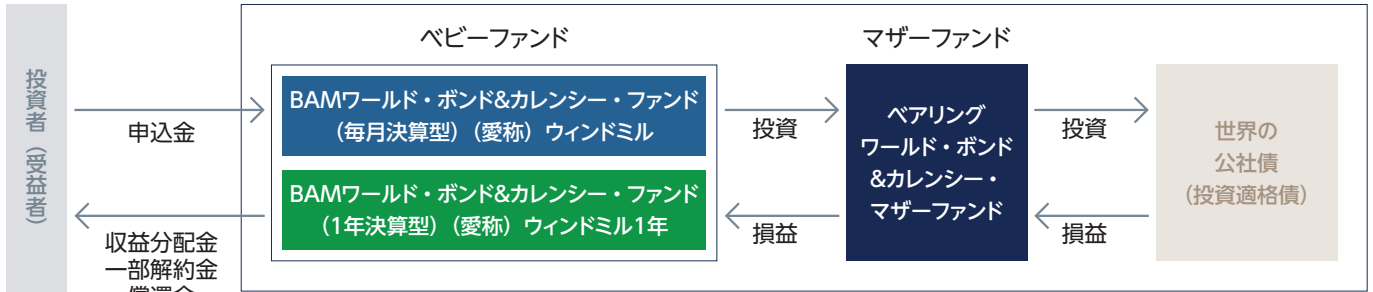 投資者（受益者）
申込金
収益分配金
一部解約金
償還金
ベビーファンド
BAMワールド・ボンド&カレンシー・ファンド
（毎月決算型）（愛称）ウィンドミル
BAMワールド・ボンド&カレンシー・ファンド
（1年決算型）（愛称）ウィンドミル1年
投資
損益
マザーファンド
ベアリング
ワールド・ボンド
&カレンシー・
マザーファンド
投資
損益
世界の
公社債
（投資適格債）